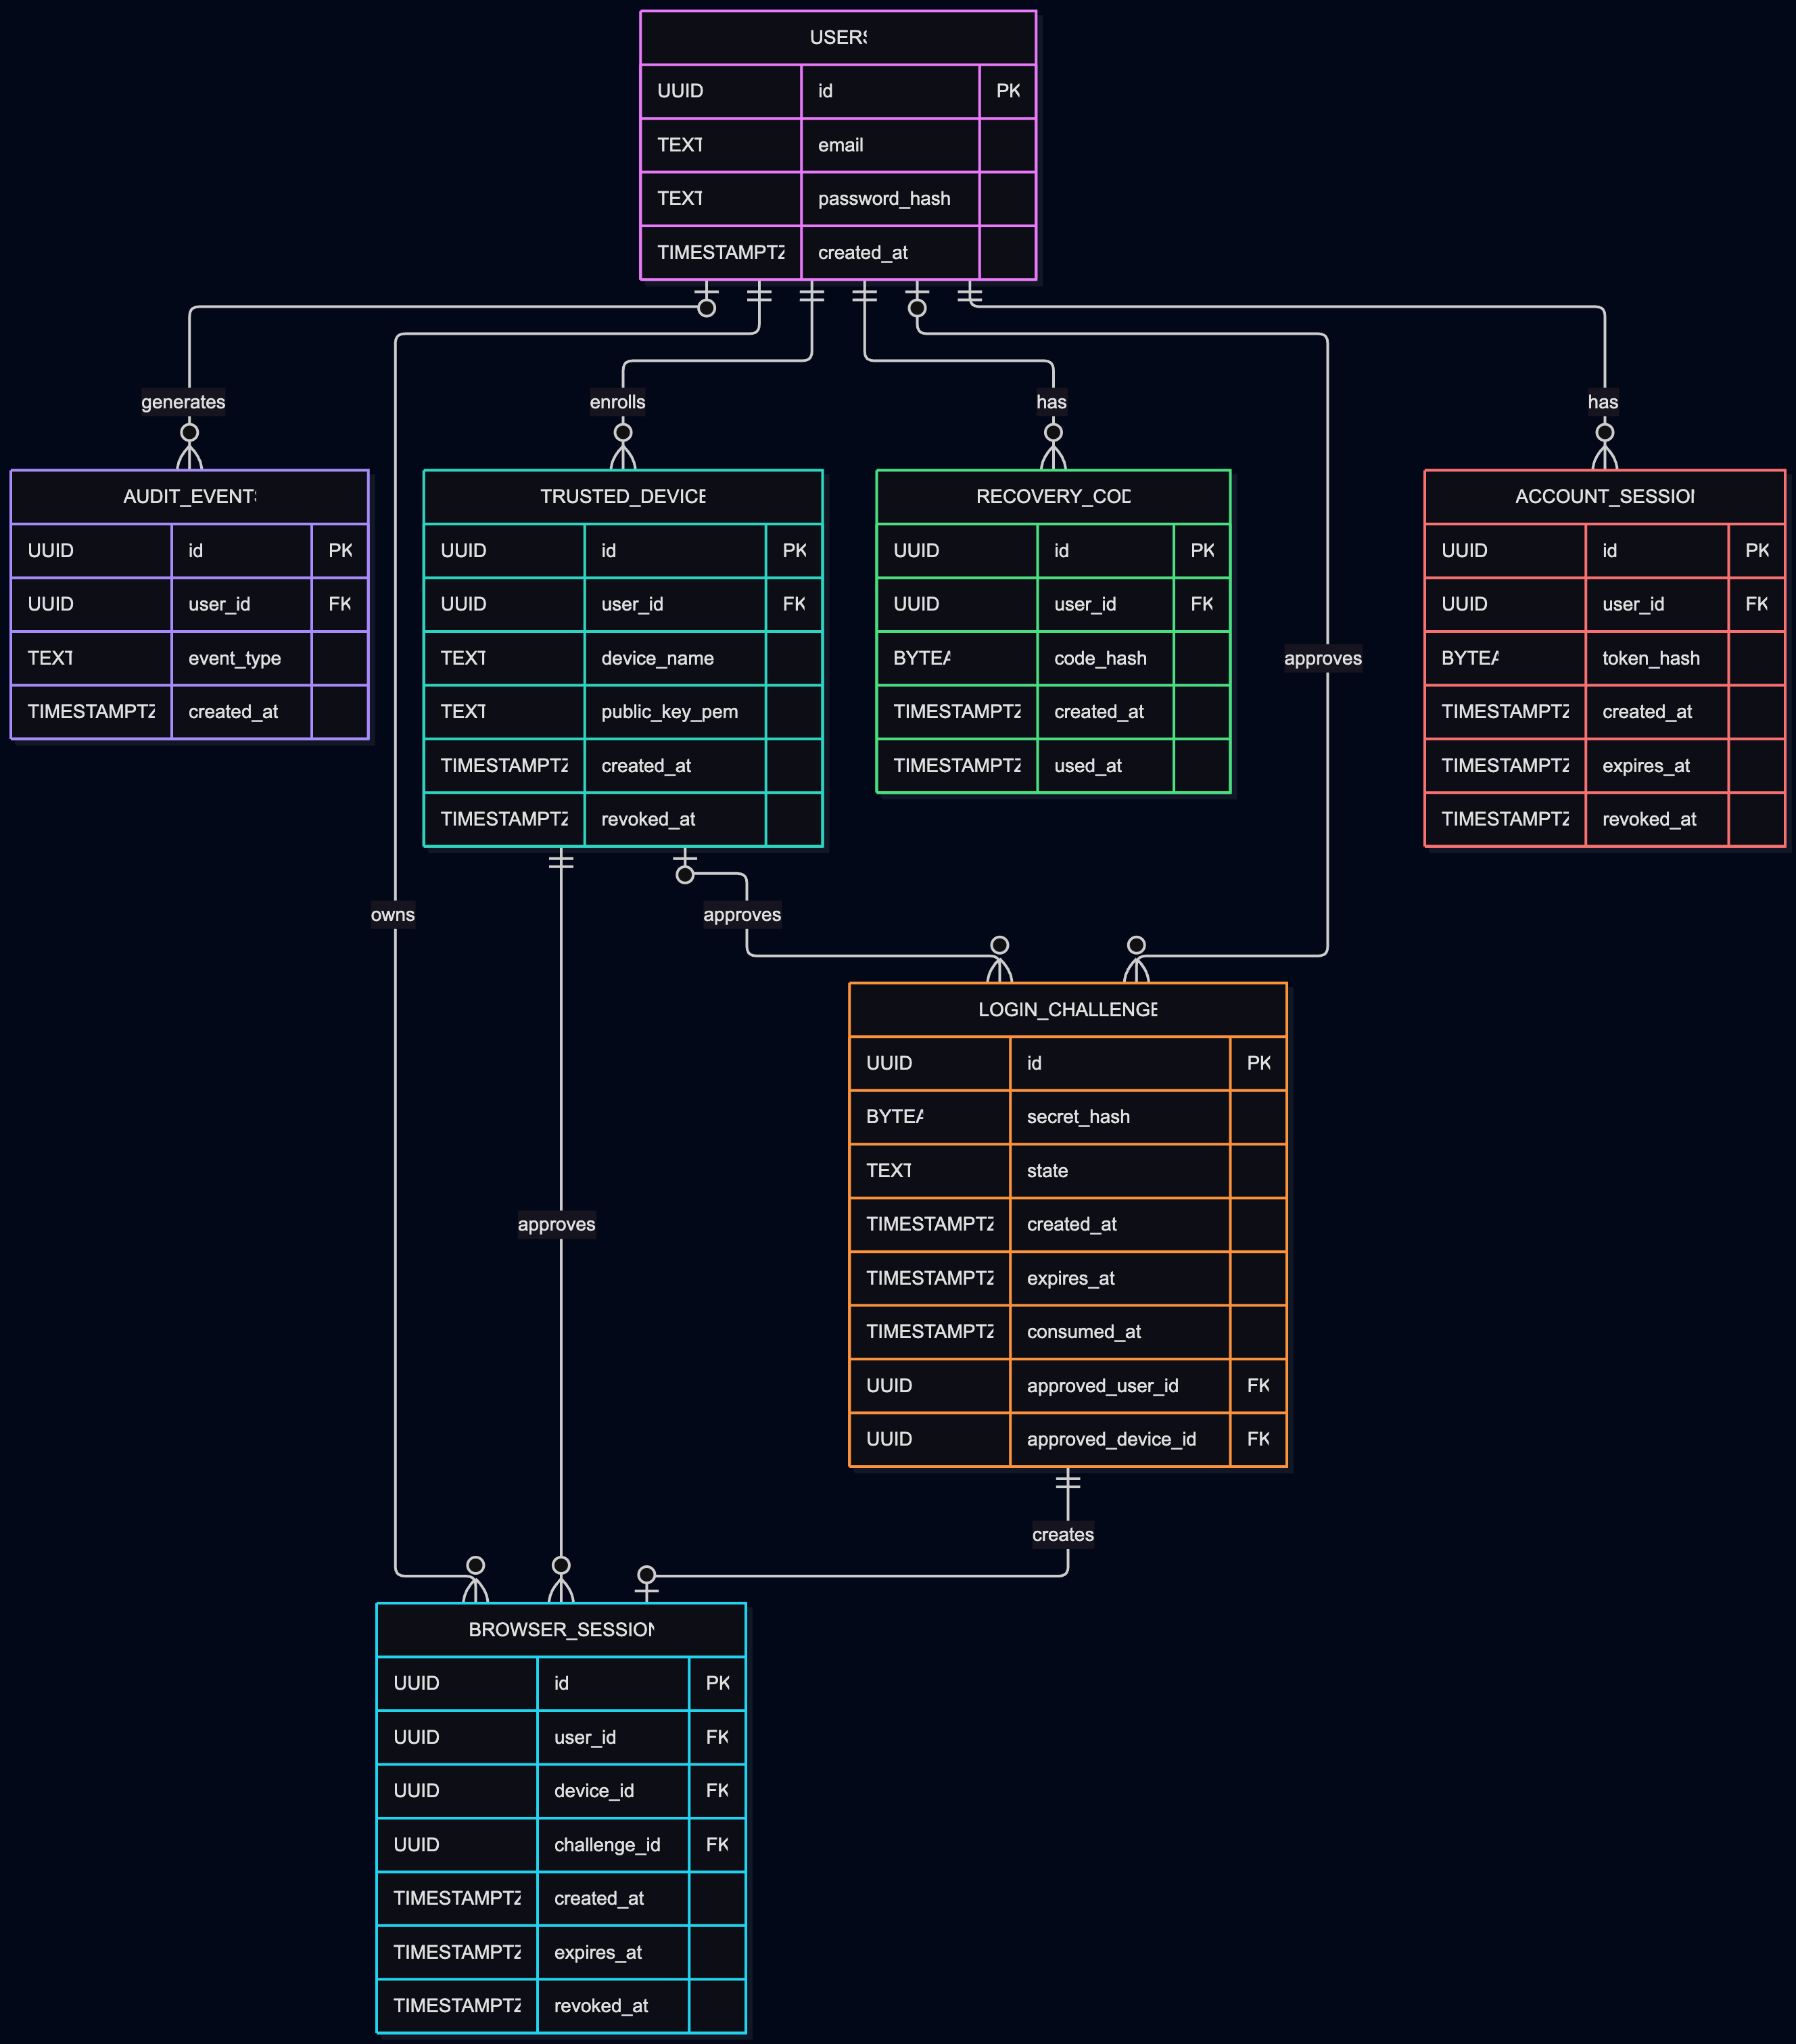 USERS
UUID id PK
TEXT email
TEXT password_hash
TIMESTAMPTZ created_at
generates
enrolls
has
has
AUDIT_EVENTS
UUID id PK
UUID user_id FK
TEXT event_type
TIMESTAMPTZ created_at
TRUSTED_DEVICE
UUID id PK
UUID user_id FK
TEXT device_name
TEXT public_key_pem
TIMESTAMPTZ created_at
TIMESTAMPTZ revoked_at
RECOVERY_COD
UUID id PK
UUID user_id FK
BYTEA code_hash
TIMESTAMPTZ created_at
TIMESTAMPTZ used_at
approves
ACCOUNT_SESSION
UUID id PK
UUID user_id FK
BYTEA token_hash
TIMESTAMPTZ created_at
TIMESTAMPTZ expires_at
TIMESTAMPTZ revoked_at
owns
approves
LOGIN_CHALLENGE
UUID id PK
BYTEA secret_hash
TEXT state
TIMESTAMPTZ created_at
TIMESTAMPTZ expires_at
TIMESTAMPTZ consumed_at
UUID approved_user_id FK
UUID approved_device_id FK
approves
creates
BROWSER_SESSION
UUID id PK
UUID user_id FK
UUID device_id FK
UUID challenge_id FK
TIMESTAMPTZ created_at
TIMESTAMPTZ expires_at
TIMESTAMPTZ revoked_at